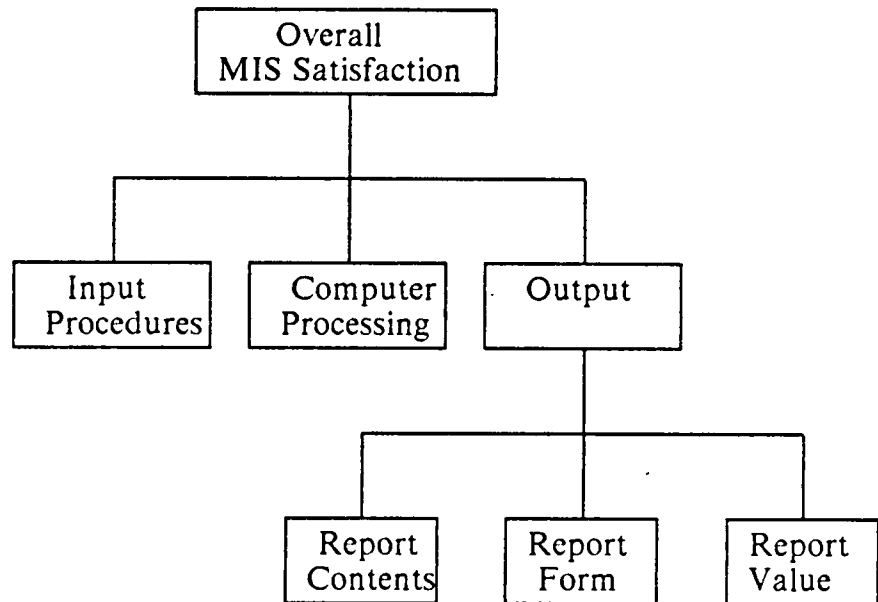 Overall
MIS Satisfaction
Input
Procedures
Computer
Processing
Output
Report
Contents
Report
Form
Report
Value